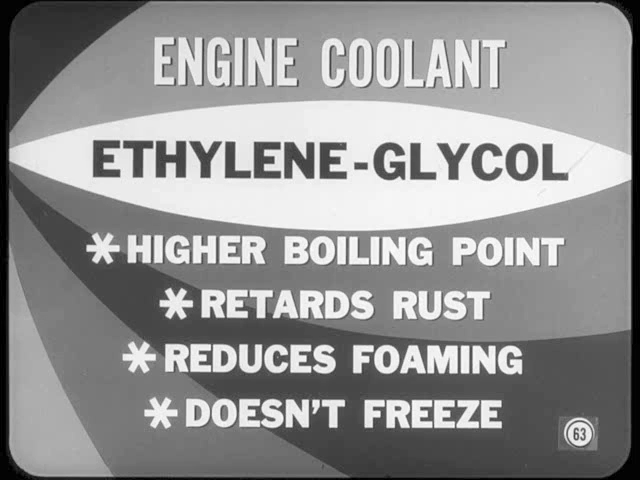 ENGINE COOLANT
ETHYLENE-GLYCOL
*HIGHER BOILING POINT
*RETARDS RUST
*REDUCES FOAMING
*DOESN'T FREEZE
63